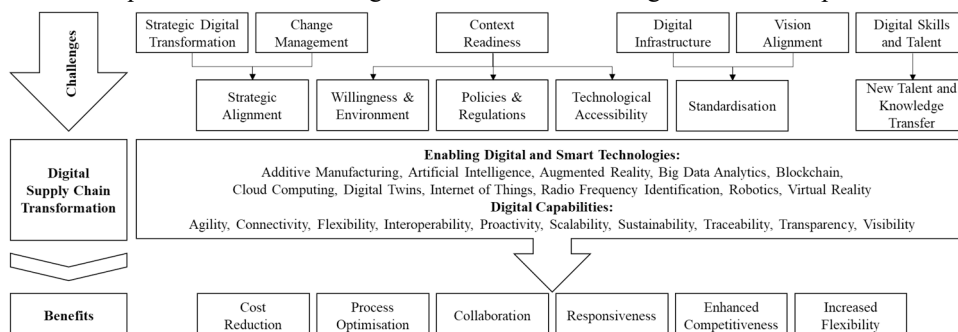 Strategic Digital
Transformation
Change
Management
Context
Readiness
Digital
Infrastructure
Vision
Alignment
Digital Skills
and Talent
Challenges
Strategic
Alignment
Willingness &
Environment
Policies &
Regulations
Technological
Accessibility
Standardisation
New Talent and
Knowledge
Transfer
Digital
Supply Chain
Transformation
Enabling Digital and Smart Technologies:
Additive Manufacturing, Artificial Intelligence, Augmented Reality, Big Data Analytics, Blockchain,
Cloud Computing, Digital Twins, Internet of Things, Radio Frequency Identification, Robotics, Virtual Reality
Digital Capabilities:
Agility, Connectivity, Flexibility, Interoperability, Proactivity, Scalability, Sustainability, Traceability, Transparency, Visibility
Benefits
Cost
Reduction
Process
Optimisation
Collaboration
Responsiveness
Enhanced
Competitiveness
Increased
Flexibility